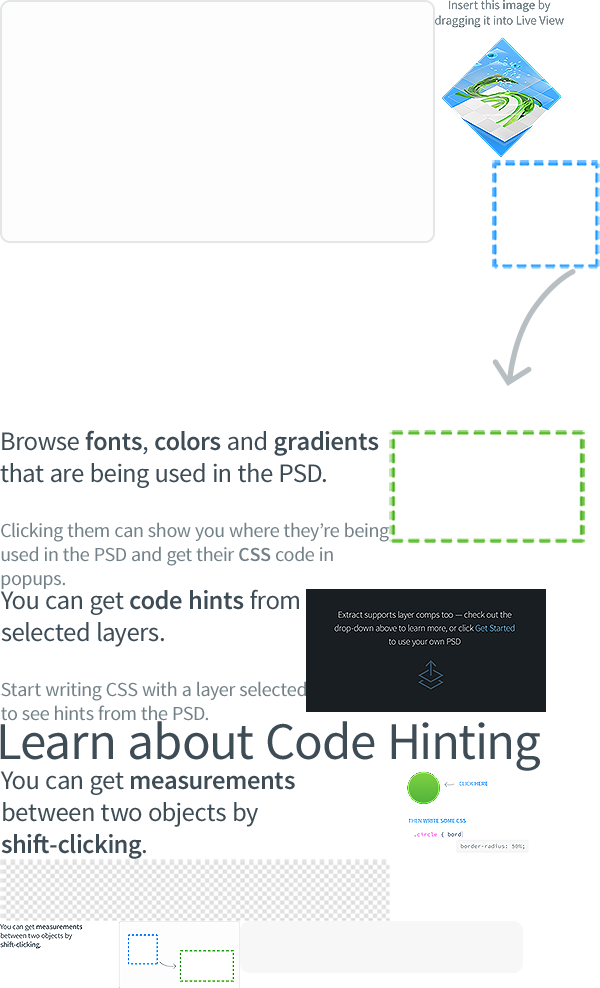 Insert this image by
dragging it into Live View
Browse fonts, colors and gradients
that are being used in the PSD.
Clicking them can show you where they’re being
used in the PSD and get their CSS code in
popups.
You can get code hints from
selected layers.
Extract supports layer comps too — check out the
drop-down above to learn more, or click Get Started
to use your own PSD
Start writing CSS with a layer selected
to see hints from the PSD.
Learn about Code Hinting
You can get measurements
between two objects by
shift-clicking.
CLICK HERE
THEN WRITE SOME CSS
.circle { bord
border-radius: 50%;
You can get measurements
between two objects by
shift-clicking.